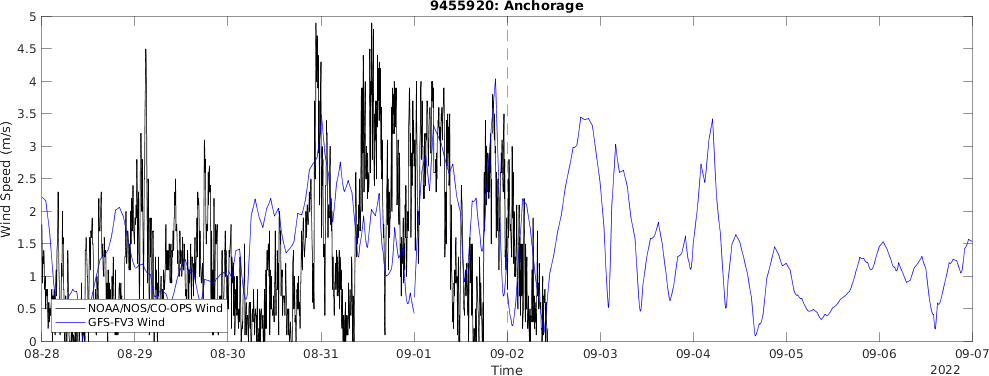 9455920: Anchorage
Wind Speed (m/s)
5
4.5
4
3.5
3
2.5
2
1.5
1
0.5
0
NOAA/NOS/CO-OPS Wind
GFS-FV3 Wind
08-28 08-29 08-30 08-31 09-01 09-02 09-03 09-04 09-05 09-06 09-07
Time
2022